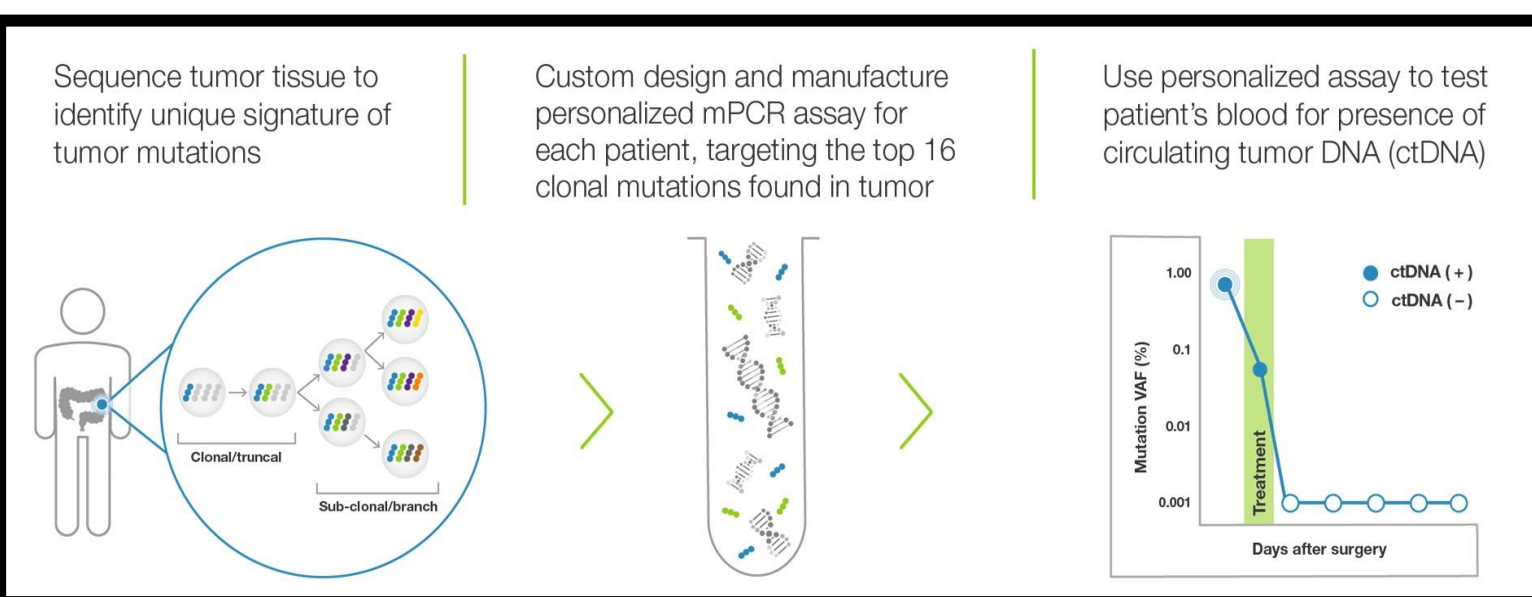 Sequence tumor tissue to
identify unique signature of
tumor mutations
Custom design and manufacture
personalized mPCR assay for
each patient, targeting the top 16
clonal mutations found in tumor
Use personalized assay to test
patient's blood for presence of
circulating tumor DNA (ctDNA)
Clonal/truncal
Sub-clonal/branch
Mutation VAF (%)
1.00
0.1
0.01
0.001
Treatment
ctDNA (+)
ctDNA (−)
Days after surgery